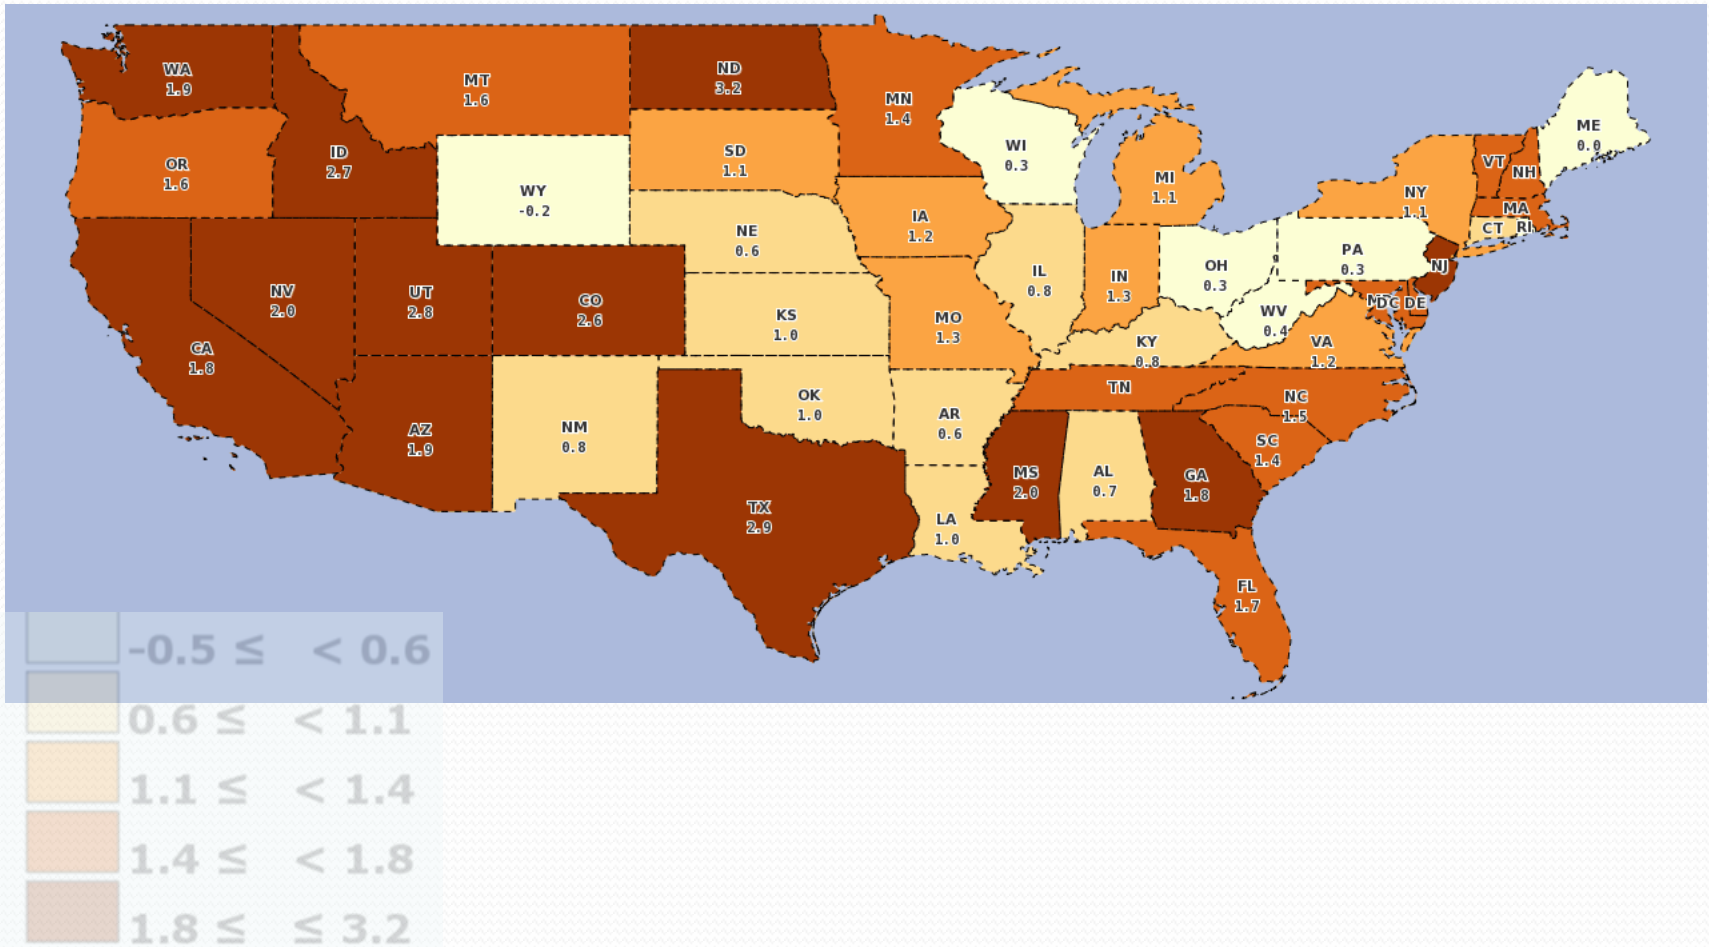 WA
1.9
MT
1.6
ND
3.2
MN
1.4
OR
1.6
ID
2.7
WY
-0.2
SD
1.1
WI
0.3
MI
1.1
NY
1.1
VT
NH
ME
0.0
MA
CT
RI
NE
0.6
IA
1.2
NV
2.0
UT
2.8
CO
2.6
KS
1.0
MO
1.3
IL
0.8
IN
1.3
OH
0.3
PA
0.3
NJ
WV
0.4
DC
DE
CA
1.8
KY
0.8
VA
1.2
AZ
1.9
NM
0.8
OK
1.0
AR
0.6
TN
NC
1.5
SC
1.4
TX
2.9
LA
1.0
MS
2.0
AL
0.7
GA
1.8
FL
1.7
-0.5 ≤ < 0.6
0.6 ≤ < 1.1
1.1 ≤ < 1.4
1.4 ≤ < 1.8
1.8 ≤ ≤ 3.2